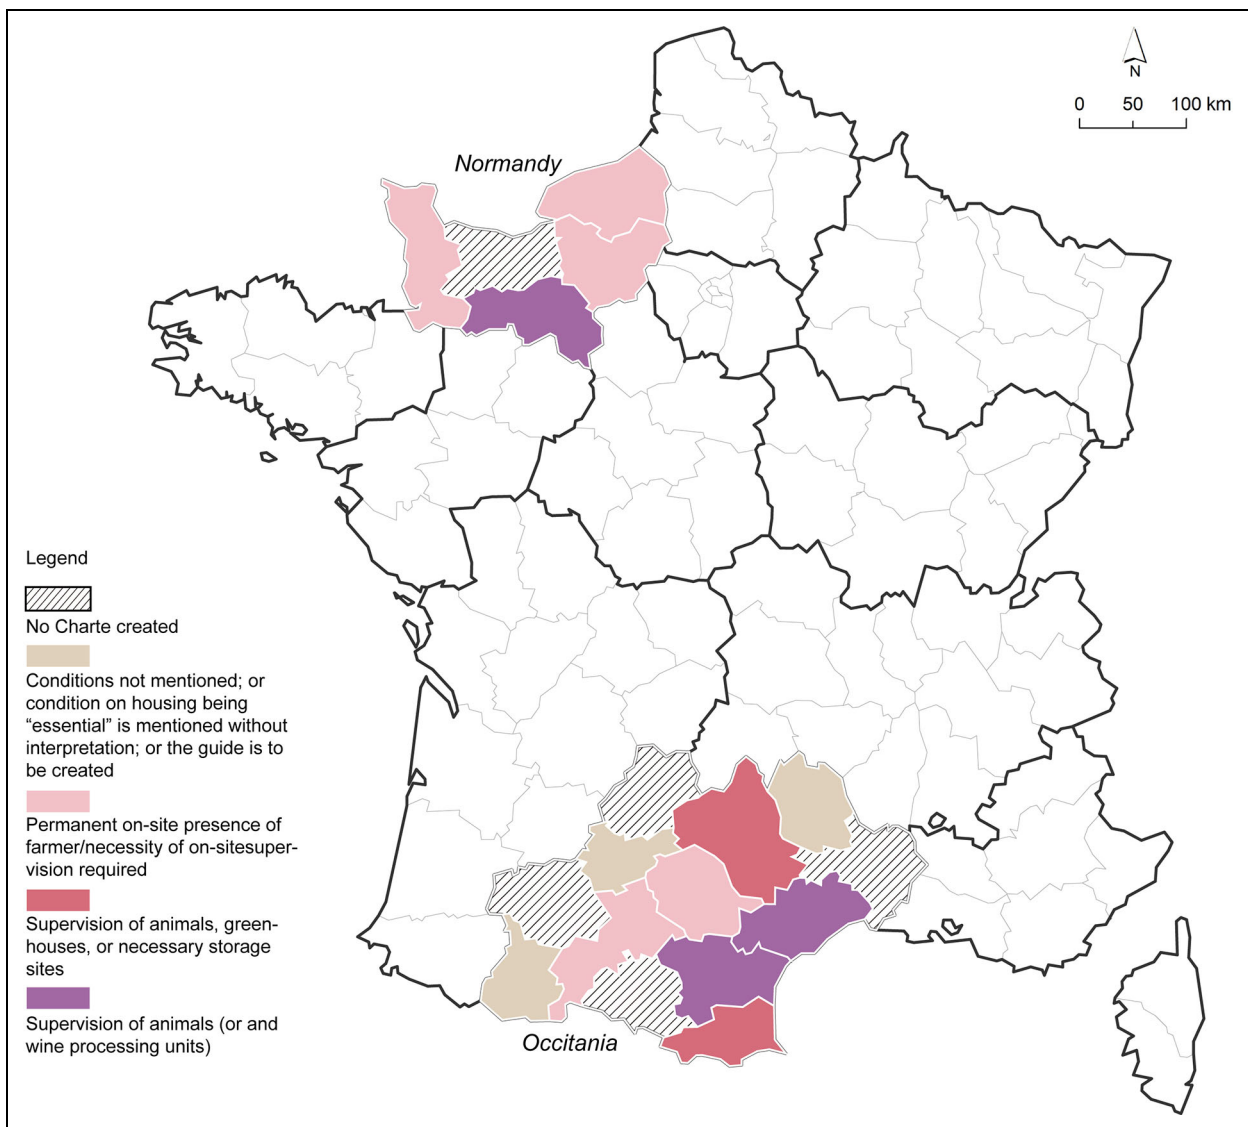 N
0 50 100 km
Normandy
Legend
No Charte created
Conditions not mentioned; or
condition on housing being
“essential” is mentioned without
interpretation; or the guide is to
be created
Permanent on-site presence of
farmer/necessity of on-sitesuper-
vision required
Supervision of animals, green-
houses, or necessary storage
sites
Supervision of animals (or and
wine processing units)
Occitania